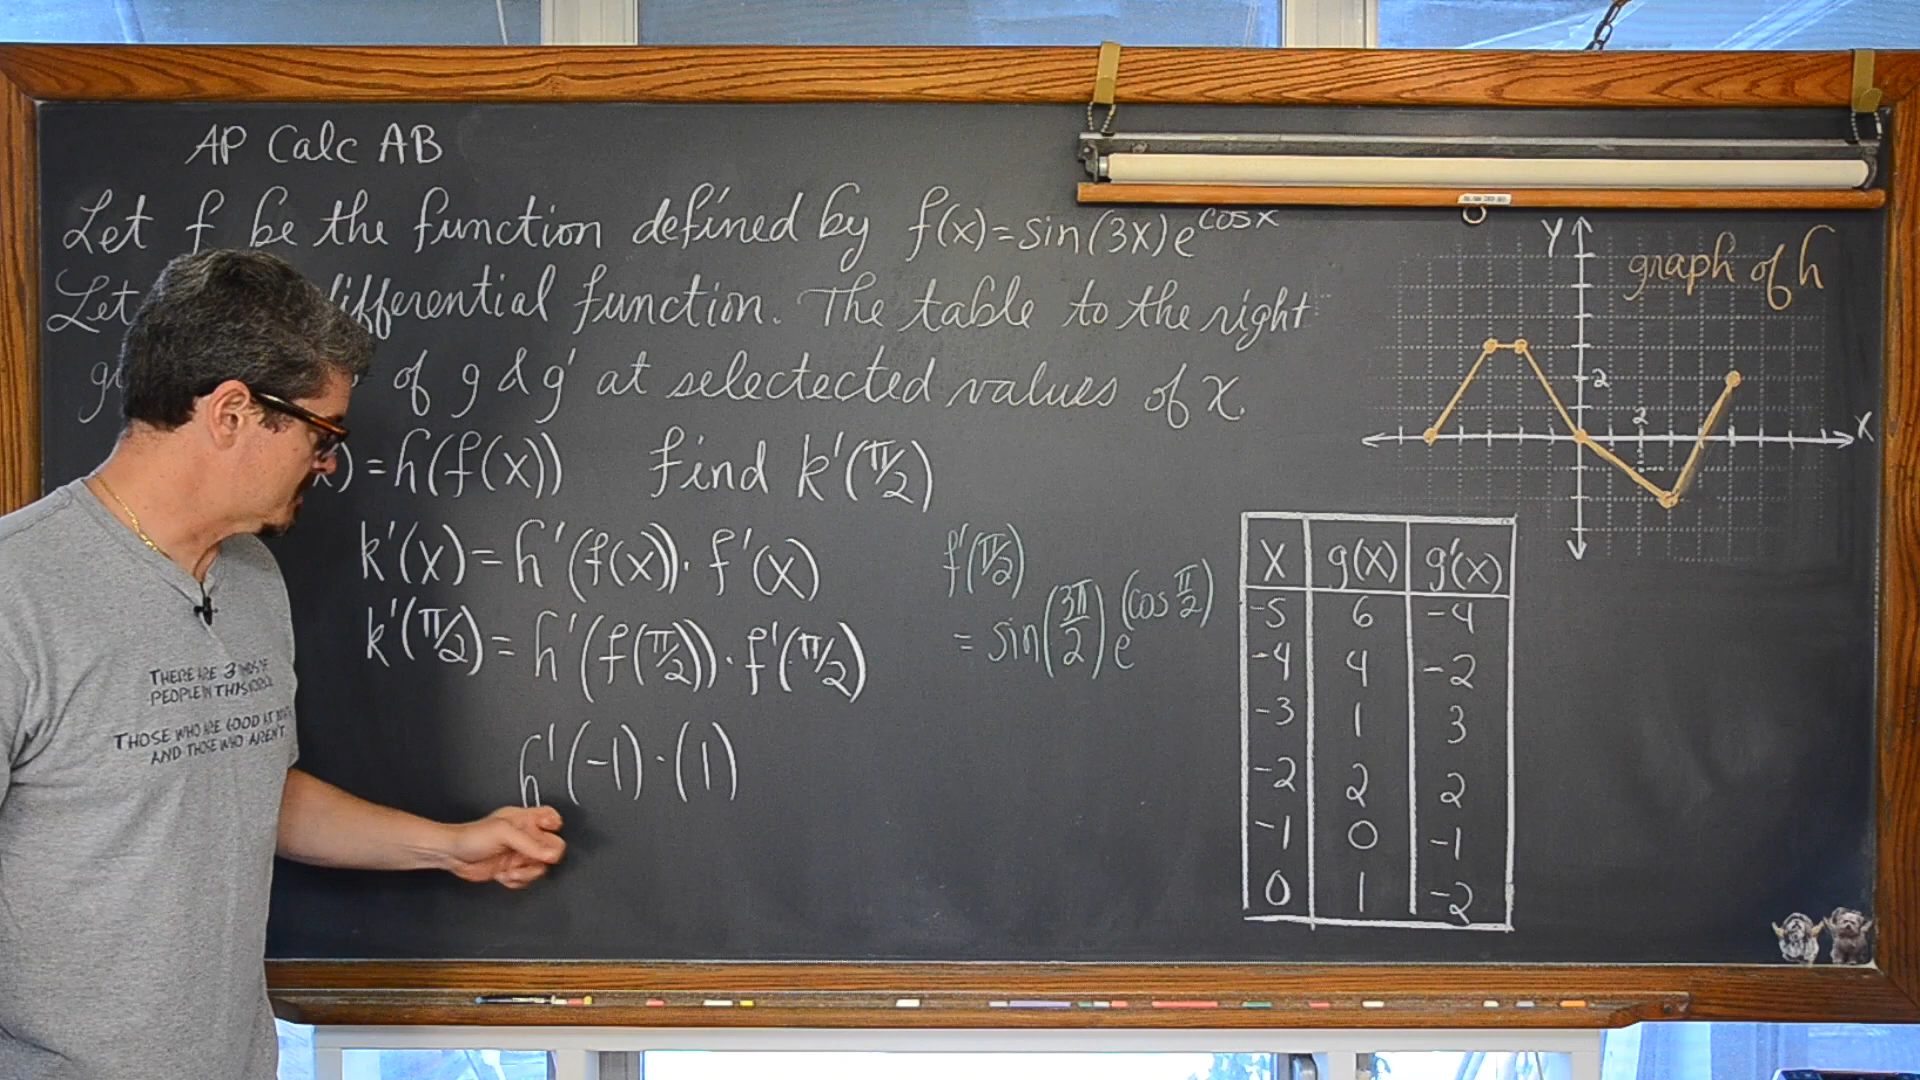 AP Calc AB
Let f be the function defined by f(x)=sin(3x)e^cosx
Let differential function. The table to the right
of g & g' at selectected values of x.
x)=h(f(x)) find k'(π/2)
k'(x)=h'(f(x))·f'(x)
k'(π/2)=h'(f(π/2))·f'(π/2)
h'(-1)·(1)
f'(π/2)
=sin(3π/2)e^(cos π/2)
Y
graph of h
2
2
X
x g(x) g'(x)
-5 6 -4
-4 4 -2
-3 1 3
-2 2 2
-1 0 -1
0 1 -2
THERE ARE 3 KINDS OF
PEOPLE IN THIS WORLD
THOSE WHO ARE GOOD AT MATH
AND THOSE WHO AREN'T